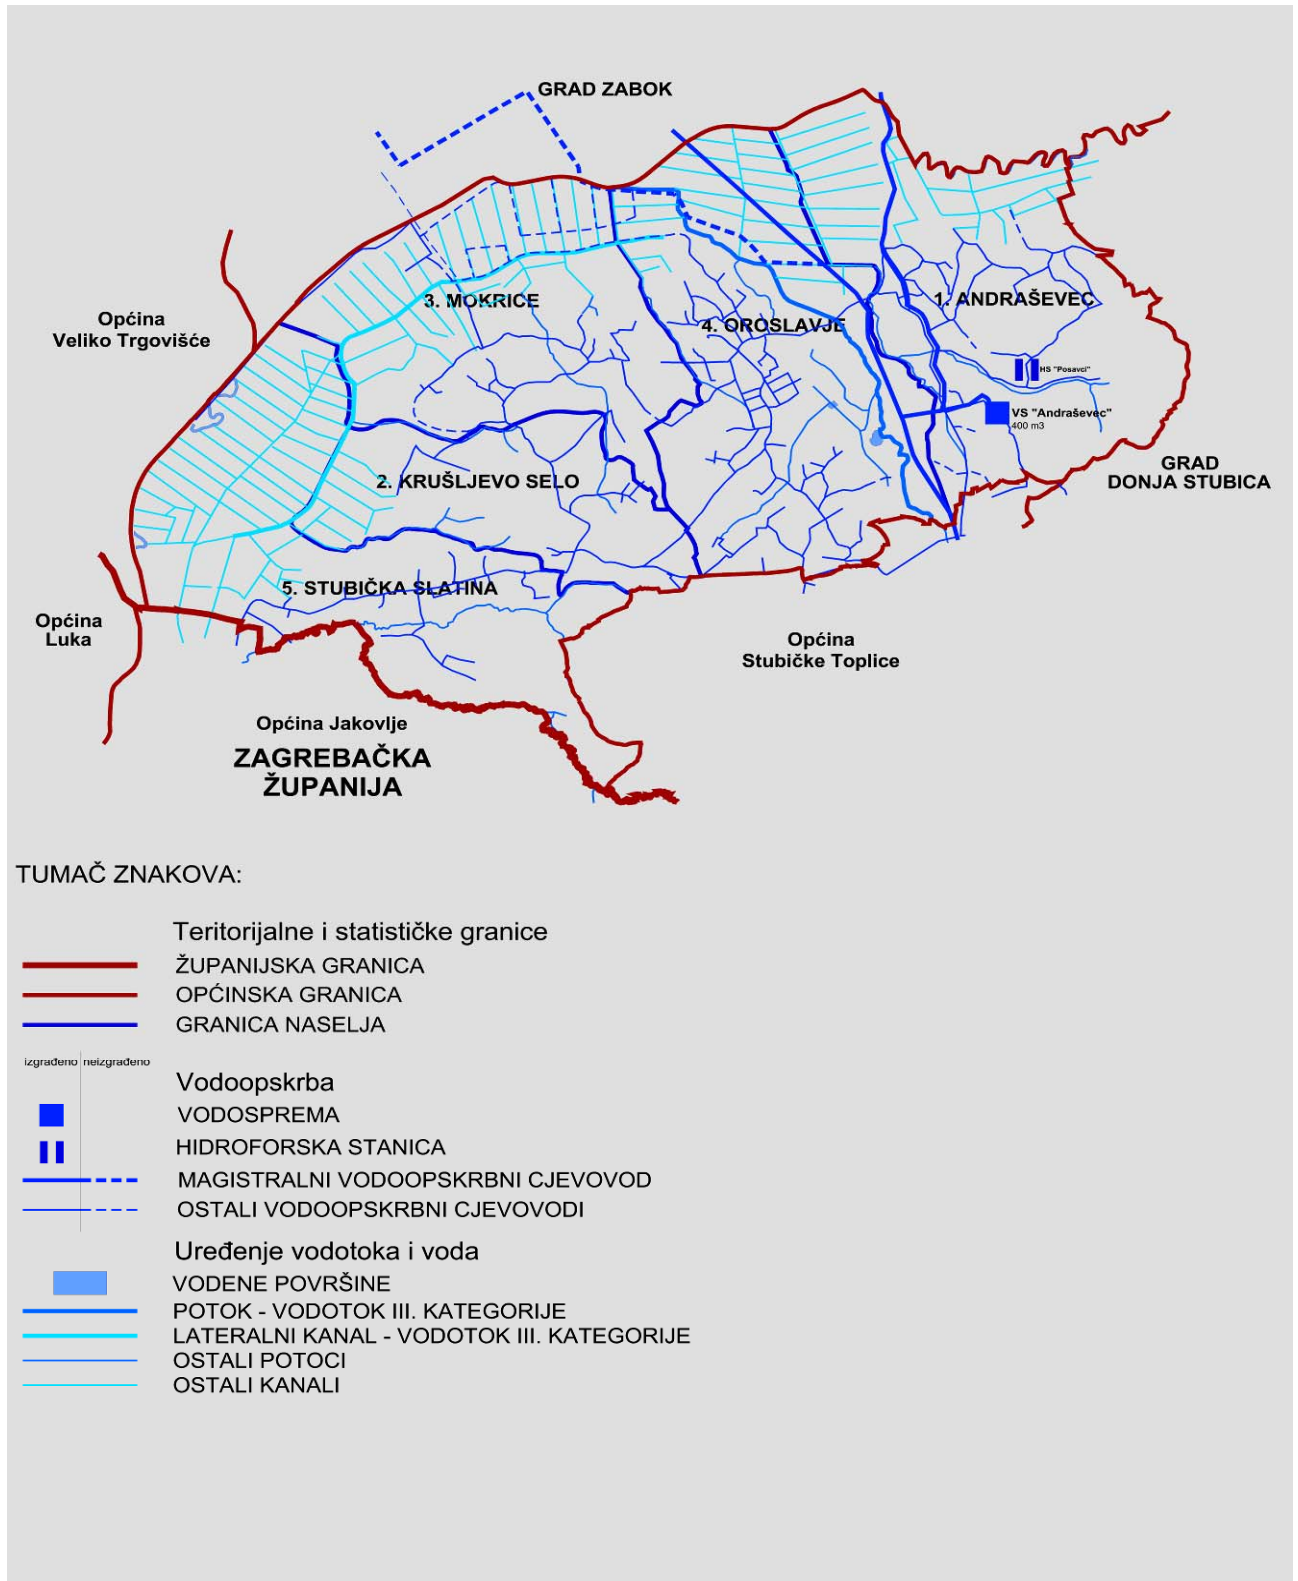 GRAD ZABOK
Općina
Veliko Trgovišće
3. MOKRICE
1. ANDRAŠEVEC
4. OROSLAVJE
HS "Posavci"
VS "Andraševec"
400 m3
GRAD
DONJA STUBICA
2. KRUŠLJEVO SELO
5. STUBIČKA SLATINA
Općina
Luka
Općina
Stubičke Toplice
Općina Jakovlje
ZAGREBAČKA
ŽUPANIJA
TUMAČ ZNAKOVA:
Teritorijalne i statističke granice
ŽUPANIJSKA GRANICA
OPĆINSKA GRANICA
GRANICA NASELJA
izgrađeno neizgrađeno
Vodoopskrba
VODOSPREMA
HIDROFORSKA STANICA
MAGISTRALNI VODOOPSKRBNI CJEVOVOD
OSTALI VODOOPSKRBNI CJEVOVODI
Uređenje vodotoka i voda
VODENE POVRŠINE
POTOK - VODOTOK III. KATEGORIJE
LATERALNI KANAL - VODOTOK III. KATEGORIJE
OSTALI POTOCI
OSTALI KANALI